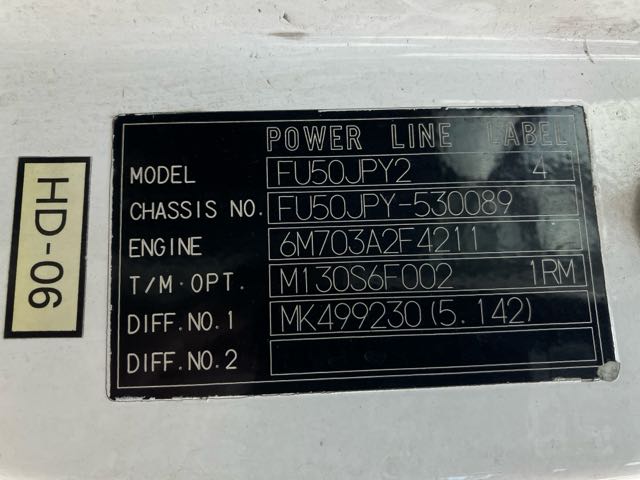 POWER LINE LABEL
MODEL FU50JPY2 4
CHASSIS NO. FU50JPY-530089
ENGINE 6M703A2F4211
T/M·OPT. M130S6F002 1RM
DIFF.NO.1 MK499230(5.142)
DIFF.NO.2
HD-06